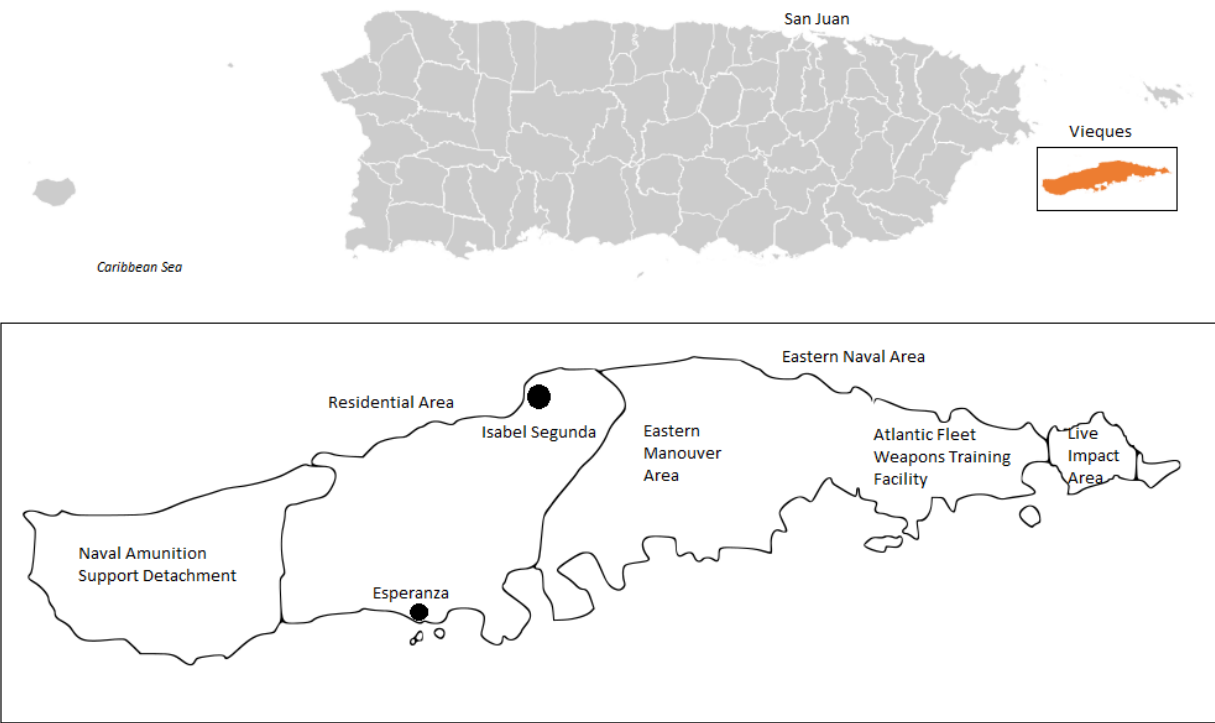 San Juan
Vieques
Caribbean Sea
Eastern Naval Area
Residential Area
Isabel Segunda
Eastern
Manouver
Area
Atlantic Fleet
Weapons Training
Facility
Live
Impact
Area
Naval Amunition
Support Detachment
Esperanza